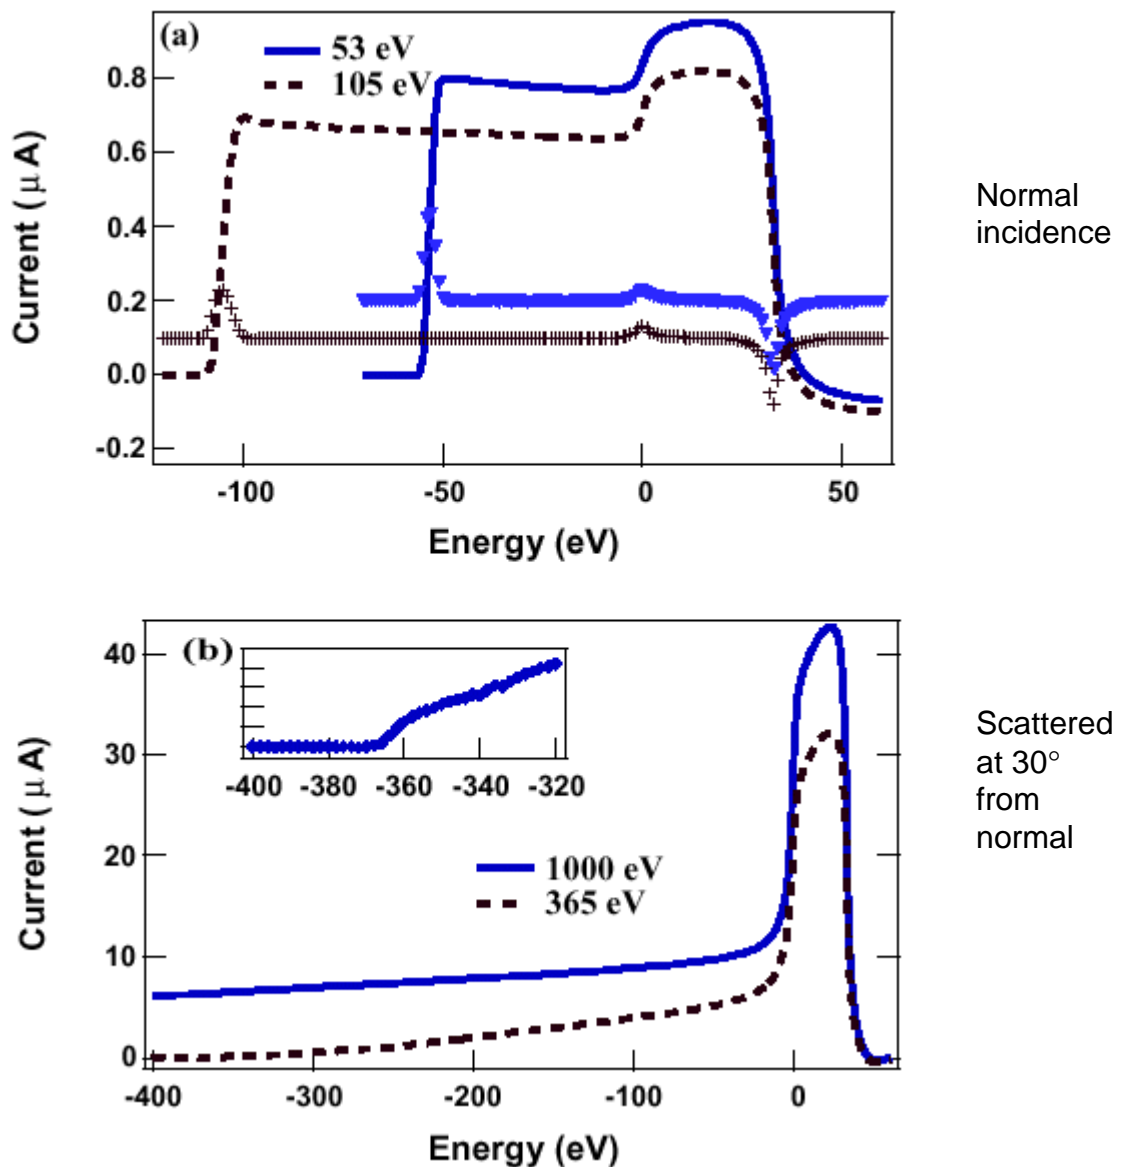 (a)
53 eV
105 eV
0.8
0.6
0.4
0.2
0.0
-0.2
Current ( μ A)
-100
-50
0
50
Energy (eV)
Normal
incidence
(b)
-400
-380
-360
-340
-320
1000 eV
365 eV
40
30
20
10
0
Current ( μ A)
-400
-300
-200
-100
0
Energy (eV)
Scattered
at 30°
from
normal